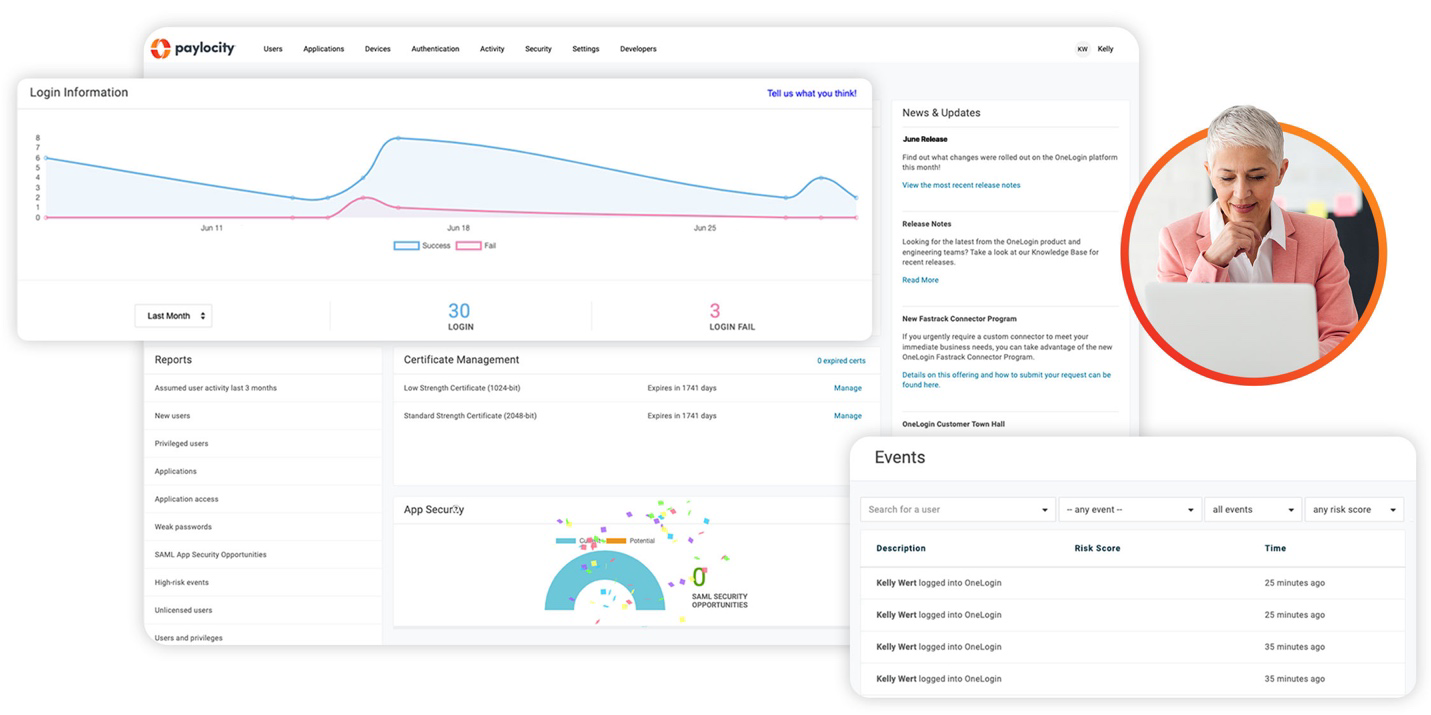 paylocity
Users Applications Devices Authentication Activity Security Settings Developers
KW Kelly
Login Information
Tell us what you think!
8
7
6
5
4
3
2
1
0
Jun 11 Jun 18 Jun 25
Success Fail
Last Month
30
LOGIN
3
LOGIN FAIL
News & Updates
June Release
Find out what changes were rolled out on the OneLogin platform
this month!
View the most recent release notes
Release Notes
Looking for the latest from the OneLogin product and
engineering teams? Take a look at our Knowledge Base for
recent releases.
Read More
New Fastrack Connector Program
If you urgently require a custom connector to meet your
immediate business needs, you can take advantage of the new
OneLogin Fastrack Connector Program.
Details on this offering and how to submit your request can be
found here.
OneLogin Customer Town Hall
Reports
Assumed user activity last 3 months
New users
Privileged users
Applications
Application access
Weak passwords
SAML App Security Opportunities
High-risk events
Unlicensed users
Users and privileges
Certificate Management
0 expired certs
Low Strength Certificate (1024-bit) Expires in 1741 days Manage
Standard Strength Certificate (2048-bit) Expires in 1741 days Manage
App Security
Potential
0
SAML SECURITY
OPPORTUNITIES
Events
Search for a user -- any event -- all events any risk score
Description Risk Score Time
Kelly Wert logged into OneLogin 25 minutes ago
Kelly Wert logged into OneLogin 25 minutes ago
Kelly Wert logged into OneLogin 35 minutes ago
Kelly Wert logged into OneLogin 35 minutes ago